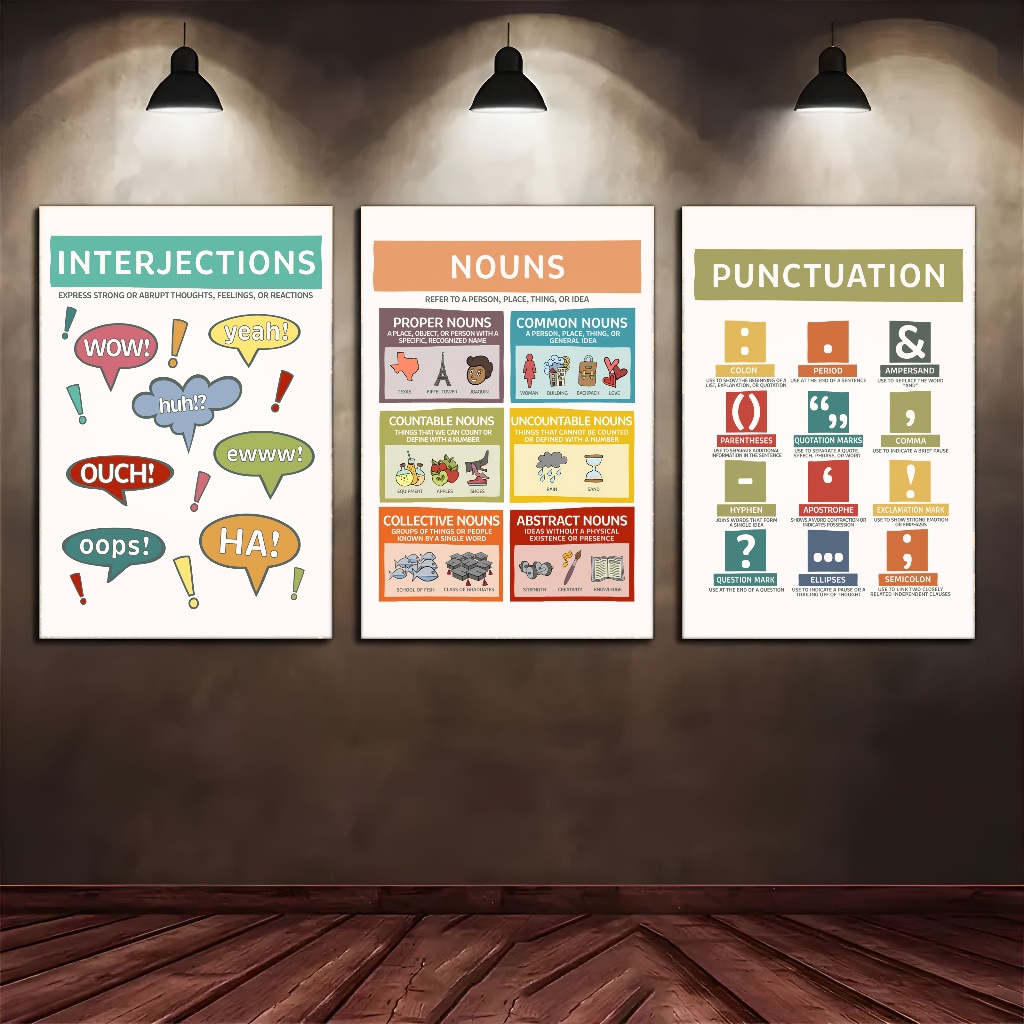 INTERJECTIONS
EXPRESS STRONG OR ABRUPT THOUGHTS, FEELINGS, OR REACTIONS
WOW!
yeah!
huh!?
OUCH!
ewww!
oops!
HA!
NOUNS
REFER TO A PERSON, PLACE, THING, OR IDEA
PROPER NOUNS
A PLACE, OBJECT, OR PERSON WITH A
SPECIFIC, RECOGNIZED NAME
TEXAS
EIFFEL TOWER
JOAQUIN
COMMON NOUNS
A PERSON, PLACE, THING, OR
GENERAL IDEA
WOMAN
BUILDING
BACKPACK
LOVE
COUNTABLE NOUNS
THINGS THAT WE CAN COUNT OR
DEFINE WITH A NUMBER
EQUIPMENT
APPLES
SHOES
UNCOUNTABLE NOUNS
THINGS THAT CANNOT BE COUNTED
OR DEFINED WITH A NUMBER
RAIN
SAND
COLLECTIVE NOUNS
GROUPS OF THINGS OR PEOPLE
KNOWN BY A SINGLE WORD
SCHOOL OF FISH
CLASS OF GRADUATES
ABSTRACT NOUNS
IDEAS WITHOUT A PHYSICAL
EXISTENCE OR PRESENCE
STRENGTH
CREATIVITY
KNOWLEDGE
PUNCTUATION
:
COLON
USE TO SHOW THE BEGINNING OF A
LIST, EXPLANATION, OR QUOTATION
.
PERIOD
USE AT THE END OF A SENTENCE
&
AMPERSAND
USE TO REPLACE THE WORD
"AND"
()
PARENTHESES
USE TO SEPARATE ADDITIONAL
INFORMATION IN THE SENTENCE
“„
QUOTATION MARKS
USE TO SEPARATE A QUOTE,
SPEECH, PHRASE, OR WORD
,
COMMA
USE TO INDICATE A BRIEF PAUSE
-
HYPHEN
JOINS WORDS THAT FORM
A SINGLE IDEA
‘
APOSTROPHE
SHOWS A WORD CONTRACTION OR
INDICATES POSSESSION
!
EXCLAMATION MARK
USE TO SHOW STRONG EMOTION
OR EMPHASIS
?
QUESTION MARK
USE AT THE END OF A QUESTION
...
ELLIPSES
USE TO INDICATE A PAUSE OR A
TRAILING OFF OF THOUGHT
;
SEMICOLON
USE TO LINK TWO CLOSELY
RELATED INDEPENDENT CLAUSES